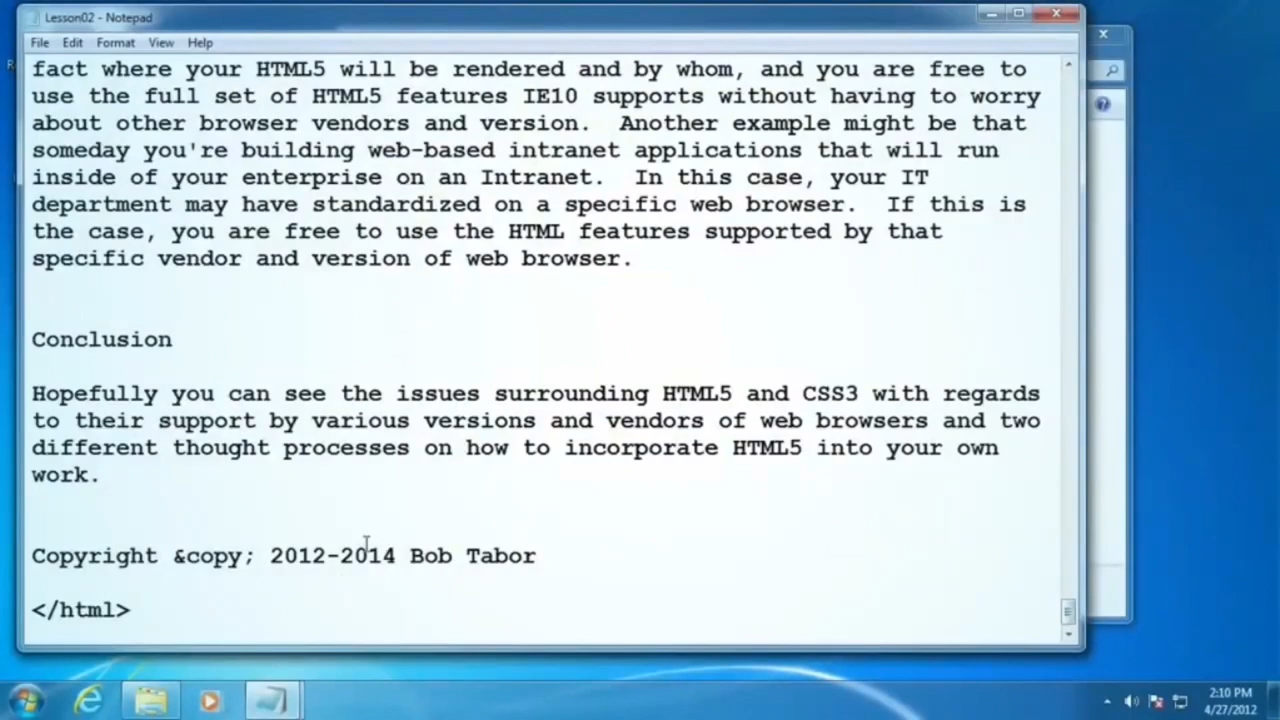 Lesson02 - Notepad
File Edit Format View Help
fact where your HTML5 will be rendered and by whom, and you are free to
use the full set of HTML5 features IE10 supports without having to worry
about other browser vendors and version.  Another example might be that
someday you're building web-based intranet applications that will run
inside of your enterprise on an Intranet.  In this case, your IT
department may have standardized on a specific web browser.  If this is
the case, you are free to use the HTML features supported by that
specific vendor and version of web browser.
Conclusion
Hopefully you can see the issues surrounding HTML5 and CSS3 with regards
to their support by various versions and vendors of web browsers and two
different thought processes on how to incorporate HTML5 into your own
work.
Copyright &copy; 2012-2014 Bob Tabor
</html>
2:10 PM
4/27/2012